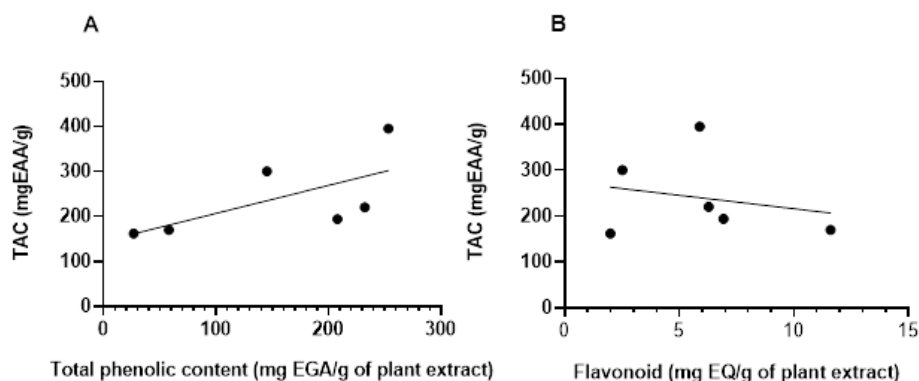 A
TAC (mgEAA/g)
500
400
300
200
100
0
0 100 200 300
Total phenolic content (mg EGA/g of plant extract)
B
TAC (mgEAA/g)
500
400
300
200
100
0
0 5 10 15
Flavonoid (mg EQ/g of plant extract)